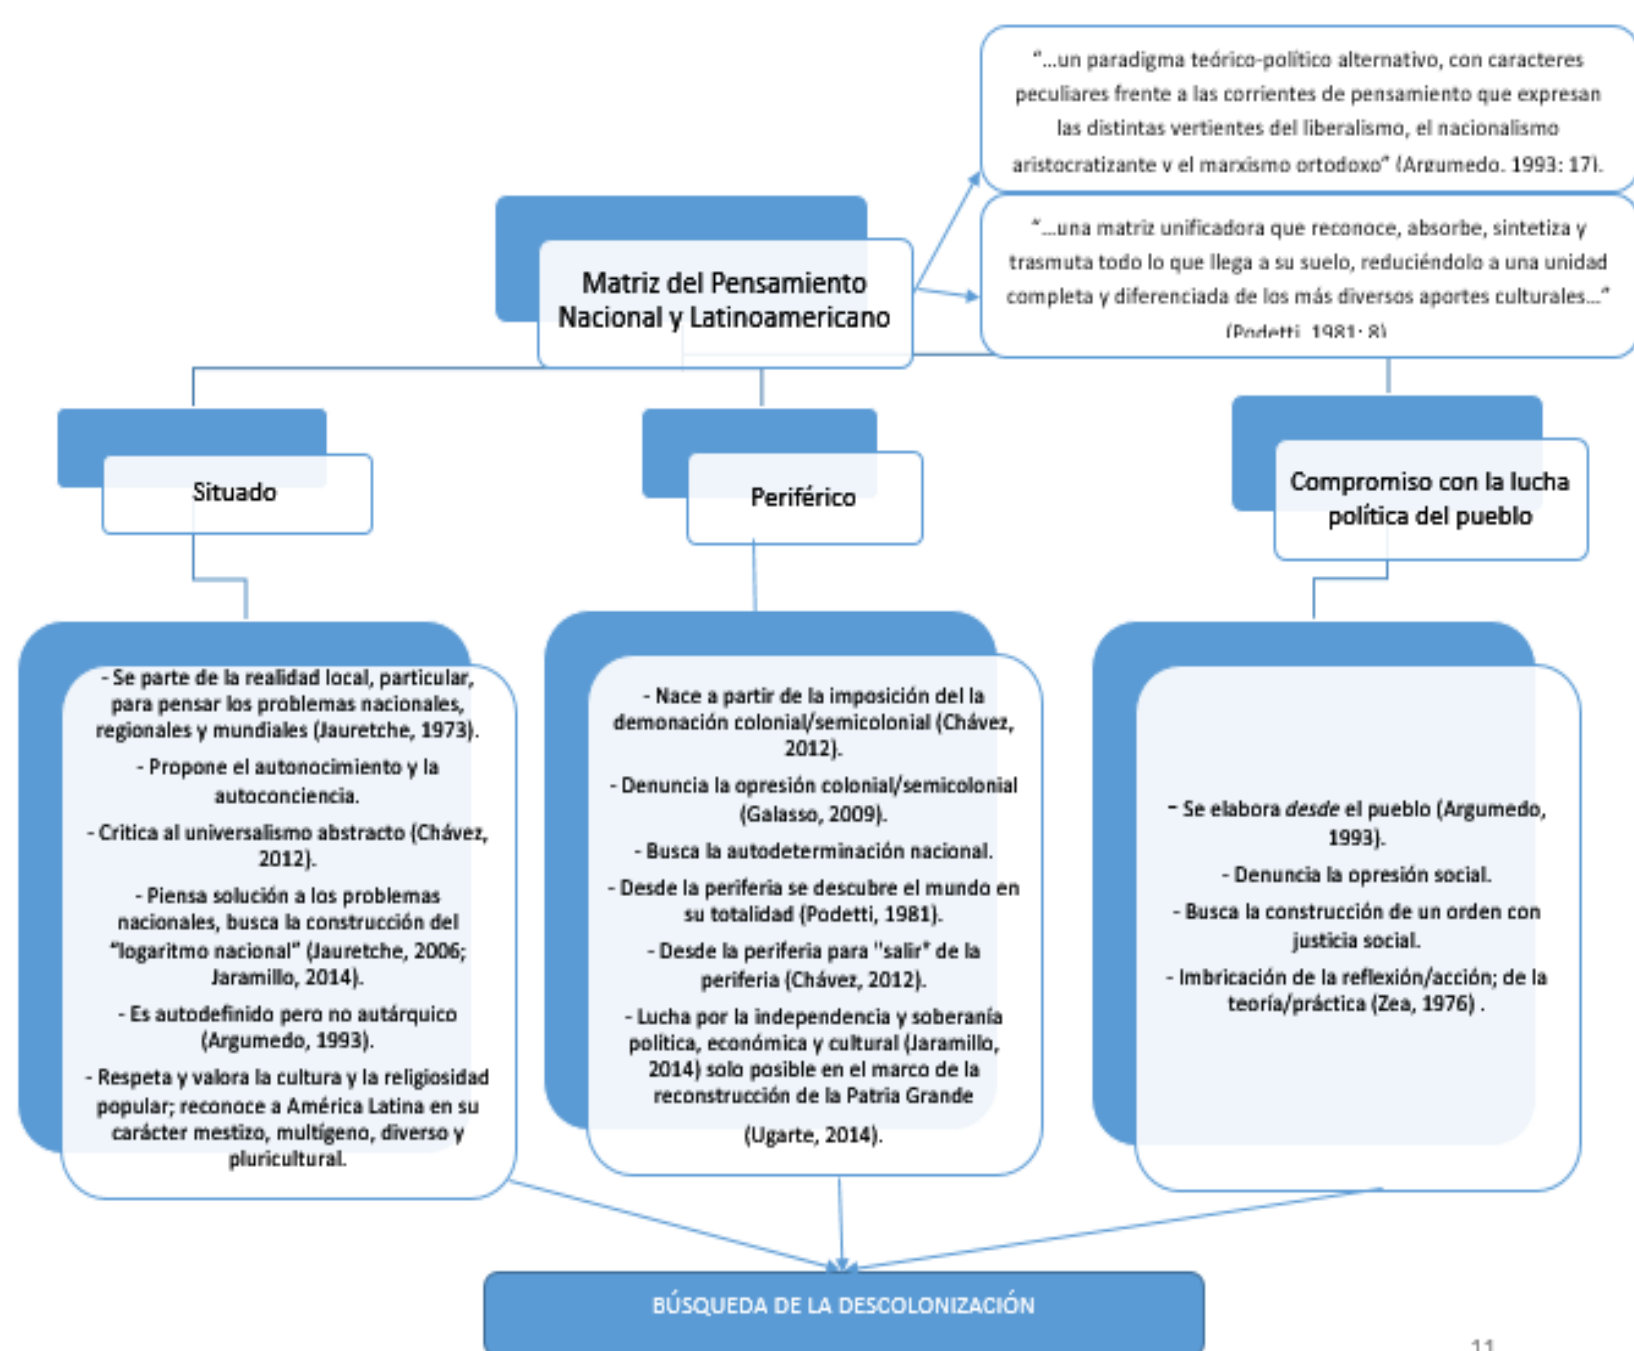 “...un paradigma teórico-político alternativo, con caracteres
peculiares frente a las corrientes de pensamiento que expresan
las distintas vertientes del liberalismo, el nacionalismo
aristocratizante y el marxismo ortodoxo” (Argumedo, 1993: 17).
“...una matriz unificadora que reconoce, absorbe, sintetiza y
trasmuta todo lo que llega a su suelo, reduciéndolo a una unidad
completa y diferenciada de los más diversos aportes culturales...”
(Podetti, 1981: 8)
Matriz del Pensamiento
Nacional y Latinoamericano
Situado
Periférico
Compromiso con la lucha
política del pueblo
- Se parte de la realidad local, particular,
para pensar los problemas nacionales,
regionales y mundiales (Jauretche, 1973).
- Propone el autonocimiento y la
autoconciencia.
- Critica al universalismo abstracto (Chávez,
2012).
- Piensa solución a los problemas
nacionales, busca la construcción del
“logaritmo nacional” (Jauretche, 2006;
Jaramillo, 2014).
- Es autodefinido pero no autárquico
(Argumedo, 1993).
- Respeta y valora la cultura y la religiosidad
popular; reconoce a América Latina en su
carácter mestizo, multígeno, diverso y
pluricultural.
- Nace a partir de la imposición del la
demonación colonial/semicolonial (Chávez,
2012).
- Denuncia la opresión colonial/semicolonial
(Galasso, 2009).
- Busca la autodeterminación nacional.
- Desde la periferia se descubre el mundo en
su totalidad (Podetti, 1981).
- Desde la periferia para "salir" de la
periferia (Chávez, 2012).
- Lucha por la independencia y soberanía
política, económica y cultural (Jaramillo,
2014) solo posible en el marco de la
reconstrucción de la Patria Grande
(Ugarte, 2014).
- Se elabora desde el pueblo (Argumedo,
1993).
- Denuncia la opresión social.
- Busca la construcción de un orden con
justicia social.
- Imbricación de la reflexión/acción; de la
teoría/práctica (Zea, 1976) .
BÚSQUEDA DE LA DESCOLONIZACIÓN
11